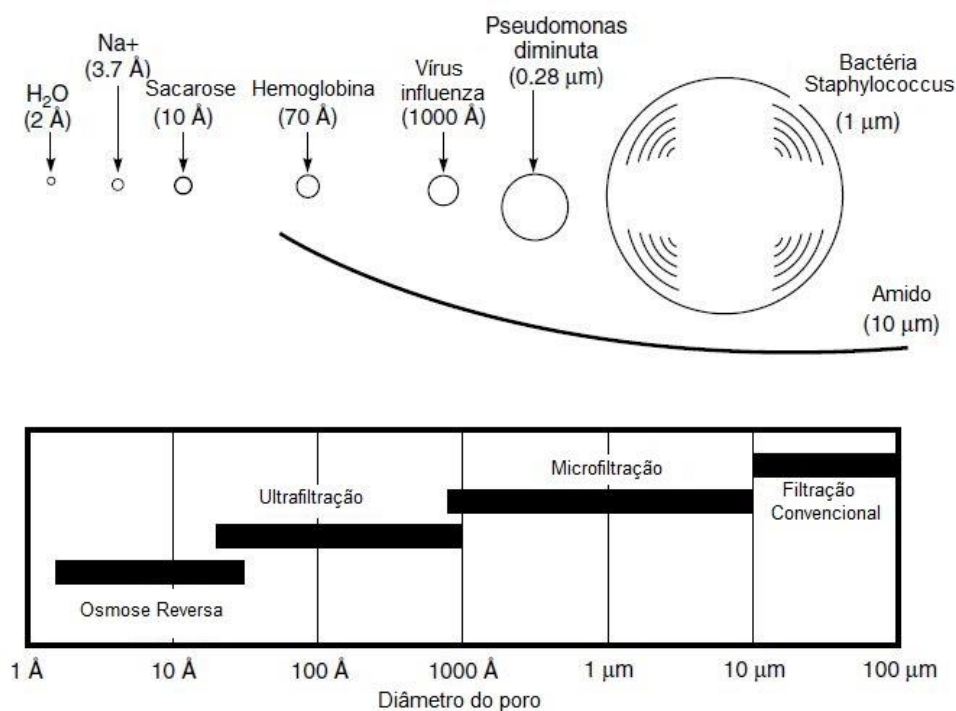 H₂O
(2 Å)
Na+
(3.7 Å)
Sacarose
(10 Å)
Hemoglobina
(70 Å)
Vírus
influenza
(1000 Å)
Pseudomonas
diminuta
(0.28 μm)
Bactéria
Staphylococcus
(1 μm)
Amido
(10 μm)
Microfiltração
Ultrafiltração
Filtração
Convencional
Osmose Reversa
1 Å 10 Å 100 Å 1000 Å 1 μm 10 μm 100 μm
Diâmetro do poro